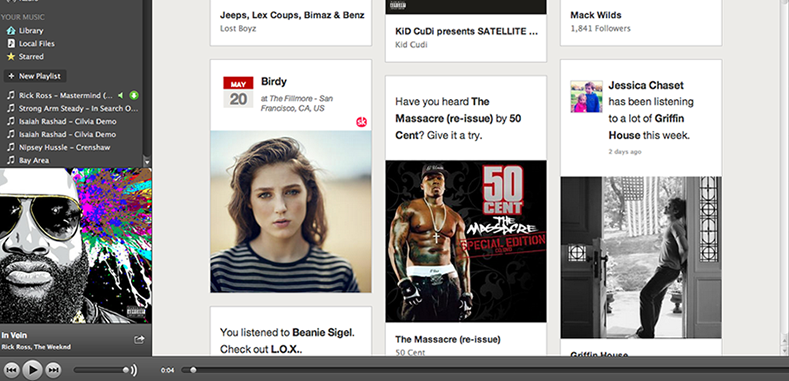 YOUR MUSIC
Library
Local Files
Starred
+ New Playlist
Rick Ross – Mastermind (...
Strong Arm Steady – In Search O...
Isaiah Rashad – Cilvia Demo
Isaiah Rashad – Cilvia Demo
Nipsey Hussle – Crenshaw
Bay Area
In Vein
Rick Ross, The Weeknd
0:04
Jeeps, Lex Coups, Bimaz & Benz
Lost Boyz
MAY
20
Birdy
at The Fillmore - San
Francisco, CA, US
sk
You listened to Beanie Sigel.
Check out L.O.X..
KiD CuDi presents SATELLITE ...
Kid Cudi
Have you heard The
Massacre (re-issue) by 50
Cent? Give it a try.
50
CENT
THE
MASSACRE
SPECIAL EDITION
The Massacre (re-issue)
50 Cent
Mack Wilds
1,841 Followers
Jessica Chaset
has been listening
to a lot of Griffin
House this week.
2 days ago
Griffin House